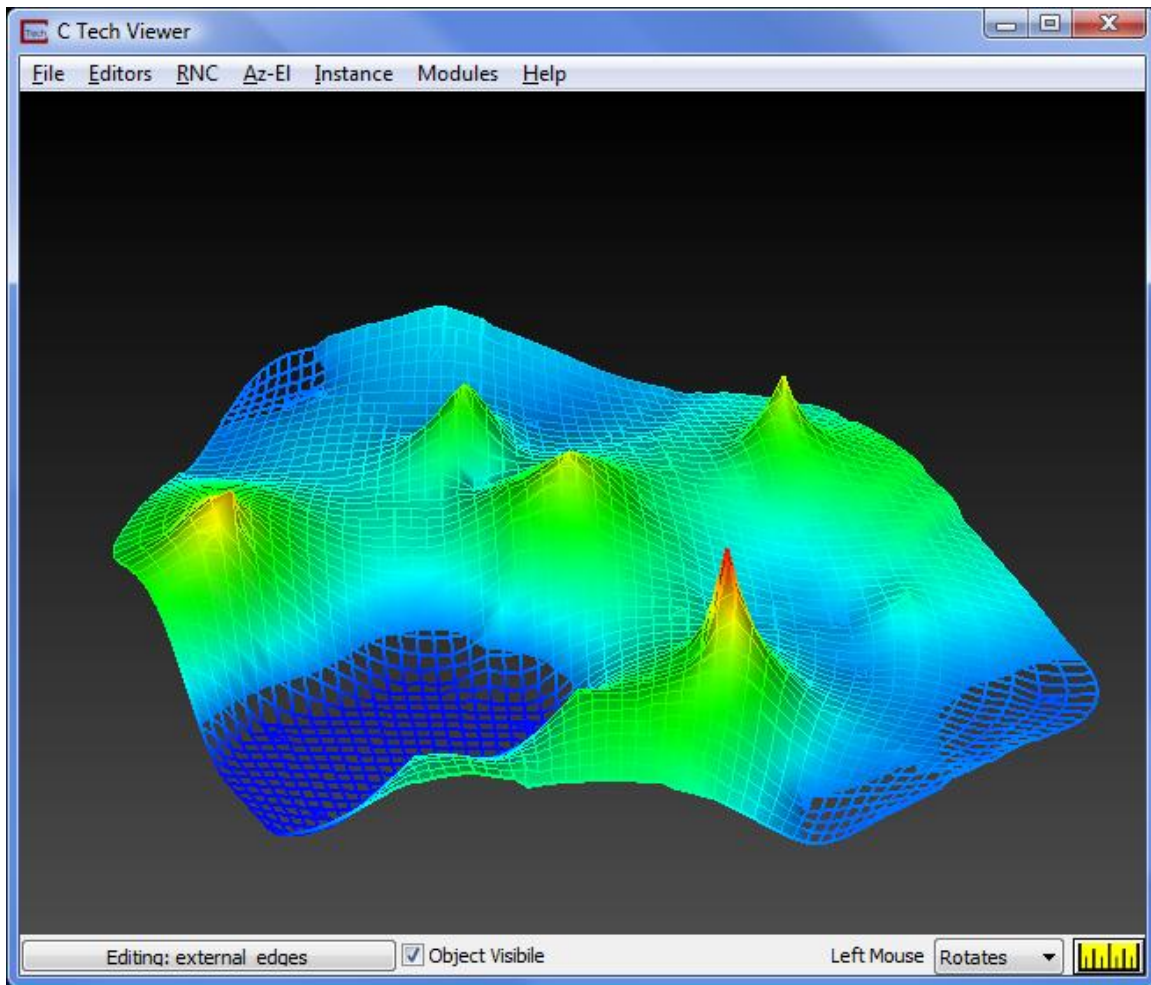 C Tech Viewer
File Editors RNC Az-El Instance Modules Help
Editing: external_edges Object Visibile Left Mouse Rotates